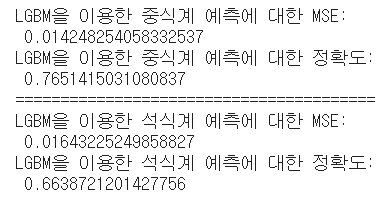 LGBM을 이용한 중식계 예측에 대한 MSE:
0.014248254058332537
LGBM을 이용한 중식계 예측에 대한 정확도:
0.7651415031080837
========================================
LGBM을 이용한 석식계 예측에 대한 MSE:
0.01643225249858827
LGBM을 이용한 석식계 예측에 대한 정확도:
0.6638721201427756